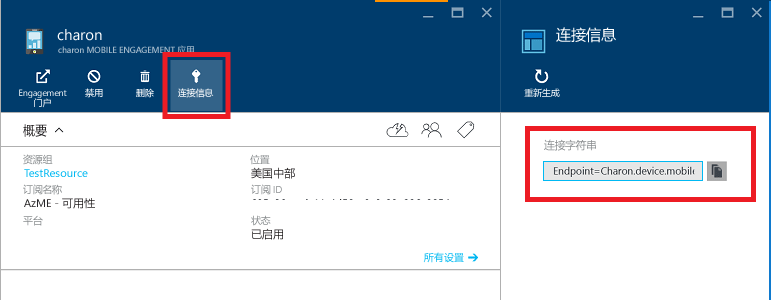 charon
charon MOBILE ENGAGEMENT 应用
Engagement 门户
禁用
删除
连接信息
概要
资源组
TestResource
位置
美国中部
订阅名称
AzME - 可用性
订阅 ID
平台
状态
已启用
所有设置
连接信息
重新生成
连接字符串
Endpoint=Charon.device.mobile